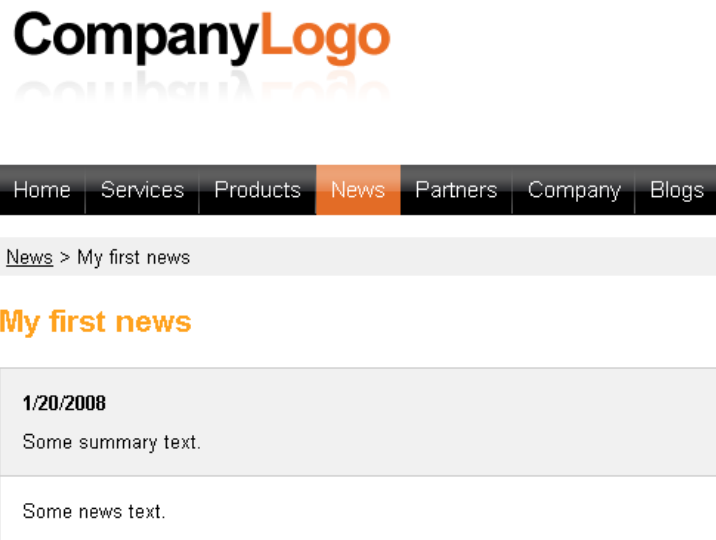 CompanyLogo
Home Services Products News Partners Company Blogs
News > My first news
My first news
1/20/2008
Some summary text.
Some news text.